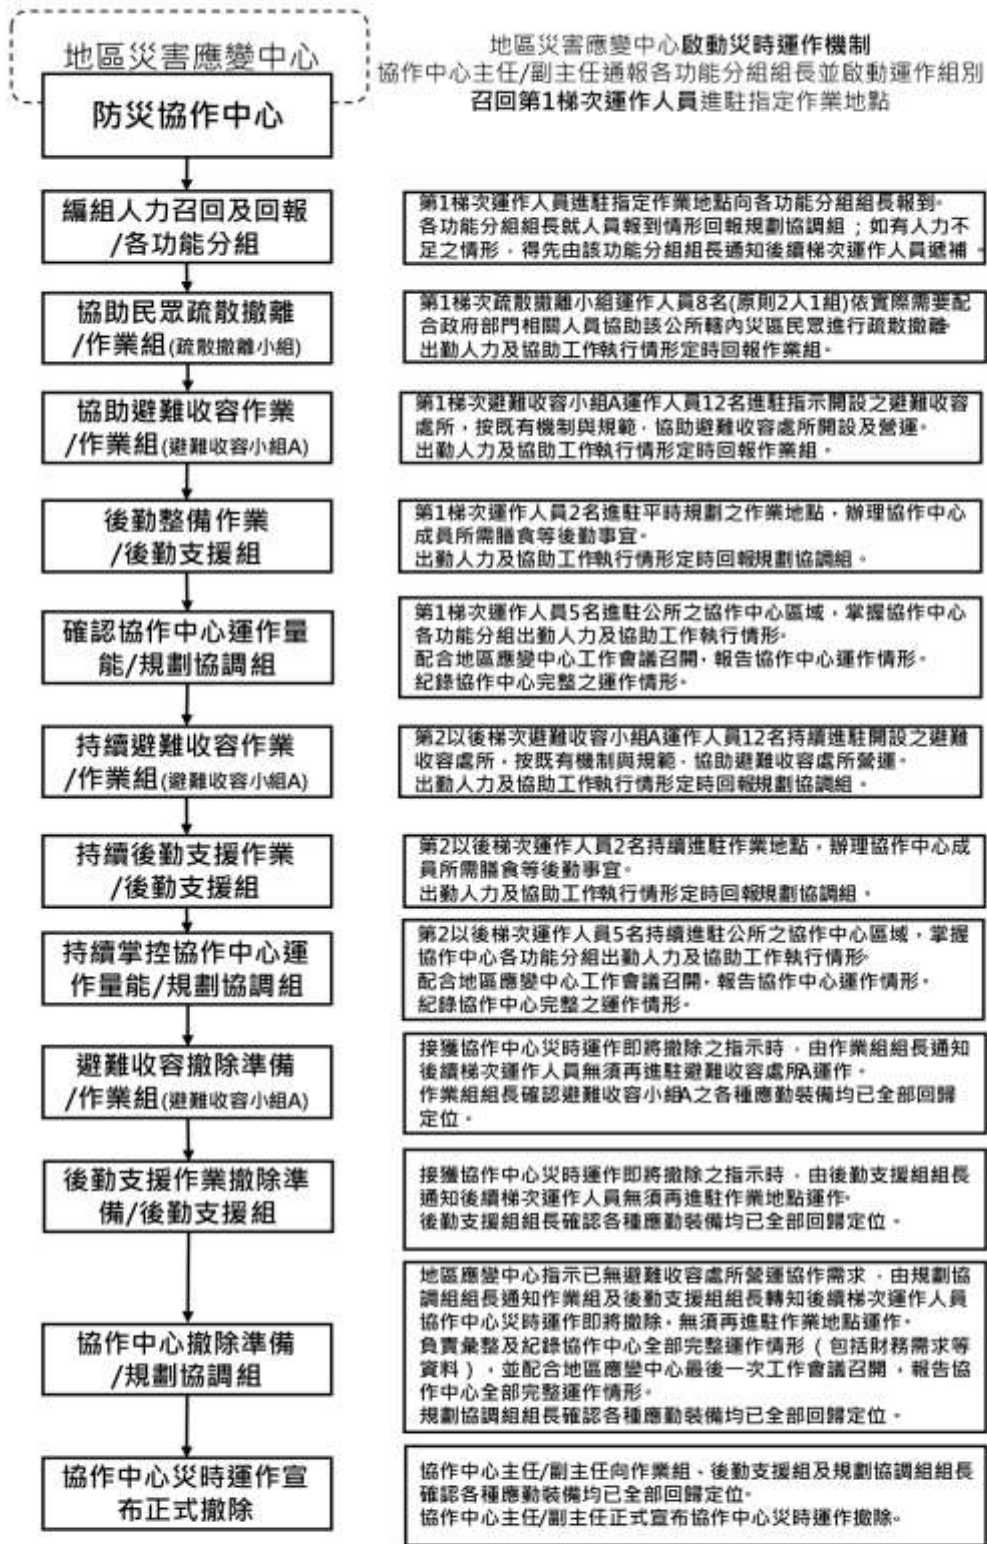 地區災害應變中心
防災協作中心
地區災害應變中心啟動災時運作機制
協作中心主任/副主任通報各功能分組組長並啟動運作組別
召回第1梯次運作人員進駐指定作業地點
編組人力召回及回報
/各功能分組
第1梯次運作人員進駐指定作業地點向各功能分組組長報到。
各功能分組組長就人員報到情形回報規劃協調組；如有人力不
足之情形，得先由該功能分組組長通知後續梯次運作人員遞補。
協助民眾疏散撤離
/作業組(疏散撤離小組)
第1梯次疏散撤離小組運作人員8名(原則2人1組)依實際需要配
合政府部門相關人員協助該公所轄內災區民眾進行疏散撤離。
出勤人力及協助工作執行情形定時回報作業組。
協助避難收容作業
/作業組(避難收容小組A)
第1梯次避難收容小組A運作人員12名進駐指示開設之避難收容
處所，按既有機制與規範，協助避難收容處所開設及營運。
出勤人力及協助工作執行情形定時回報作業組。
後勤整備作業
/後勤支援組
第1梯次運作人員2名進駐平時規劃之作業地點，辦理協作中心
成員所需膳食等後勤事宜。
出勤人力及協助工作執行情形定時回報規劃協調組。
確認協作中心運作量
能/規劃協調組
第1梯次運作人員5名進駐公所之協作中心區域，掌握協作中心
各功能分組出勤人力及協助工作執行情形。
配合地區應變中心工作會議召開，報告協作中心運作情形。
紀錄協作中心完整之運作情形。
持續避難收容作業
/作業組(避難收容小組A)
第2以後梯次避難收容小組A運作人員12名持續進駐開設之避難
收容處所，按既有機制與規範，協助避難收容處所營運。
出勤人力及協助工作執行情形定時回報規劃協調組。
持續後勤支援作業
/後勤支援組
第2以後梯次運作人員2名持續進駐作業地點，辦理協作中心成
員所需膳食等後勤事宜。
出勤人力及協助工作執行情形定時回報規劃協調組。
持續掌控協作中心運
作量能/規劃協調組
第2以後梯次運作人員5名持續進駐公所之協作中心區域，掌握
協作中心各功能分組出勤人力及協助工作執行情形。
配合地區應變中心工作會議召開，報告協作中心運作情形。
紀錄協作中心完整之運作情形。
避難收容撤除準備
/作業組(避難收容小組A)
接獲協作中心災時運作即將撤除之指示時，由作業組組長通知
後續梯次運作人員無須再進駐避難收容處所A運作。
作業組組長確認避難收容小組A之各種應勤裝備均已全部回歸
定位。
後勤支援作業撤除準
備/後勤支援組
接獲協作中心災時運作即將撤除之指示時，由後勤支援組組長
通知後續梯次運作人員無須再進駐作業地點運作。
後勤支援組組長確認各種應勤裝備均已全部回歸定位。
協作中心撤除準備
/規劃協調組
地區應變中心指示已無避難收容處所營運協作需求，由規劃協
調組組長通知作業組及後勤支援組組長轉知後續梯次運作人員
協作中心災時運作即將撤除，無須再進駐作業地點運作。
負責彙整及紀錄協作中心全部完整運作情形（包括財務需求等
資料），並配合地區應變中心最後一次工作會議召開，報告協
作中心全部完整運作情形。
規劃協調組組長確認各種應勤裝備均已全部回歸定位。
協作中心災時運作宣
布正式撤除
協作中心主任/副主任向作業組、後勤支援組及規劃協調組組長
確認各種應勤裝備均已全部回歸定位。
協作中心主任/副主任正式宣布協作中心災時運作撤除。